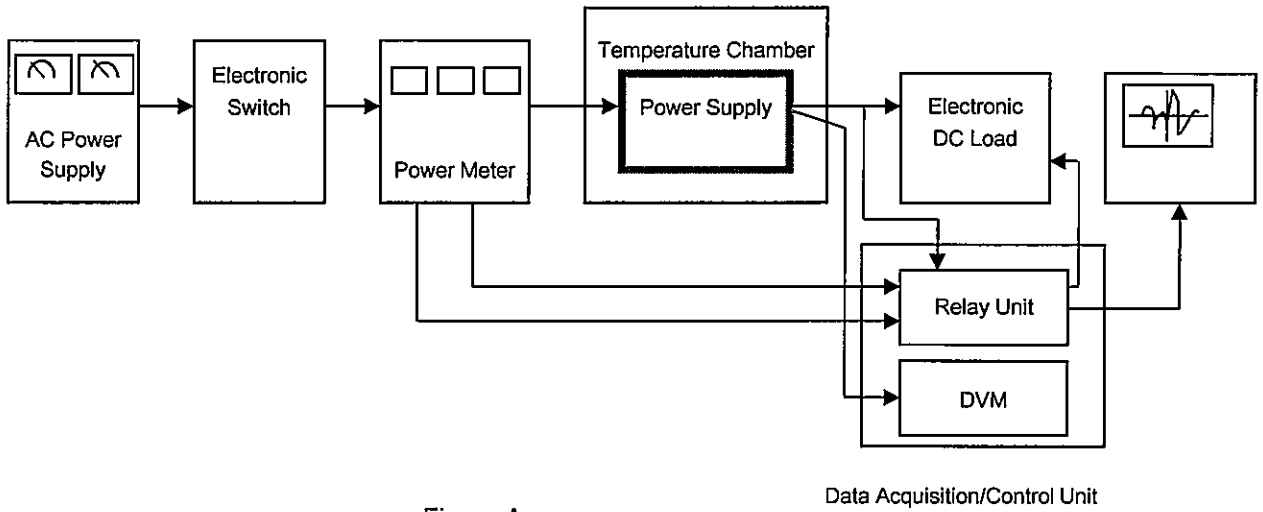 Temperature Chamber
Electronic
Switch
Power Supply
Electronic
DC Load
AC Power
Supply
Power Meter
Relay Unit
DVM
Data Acquisition/Control Unit